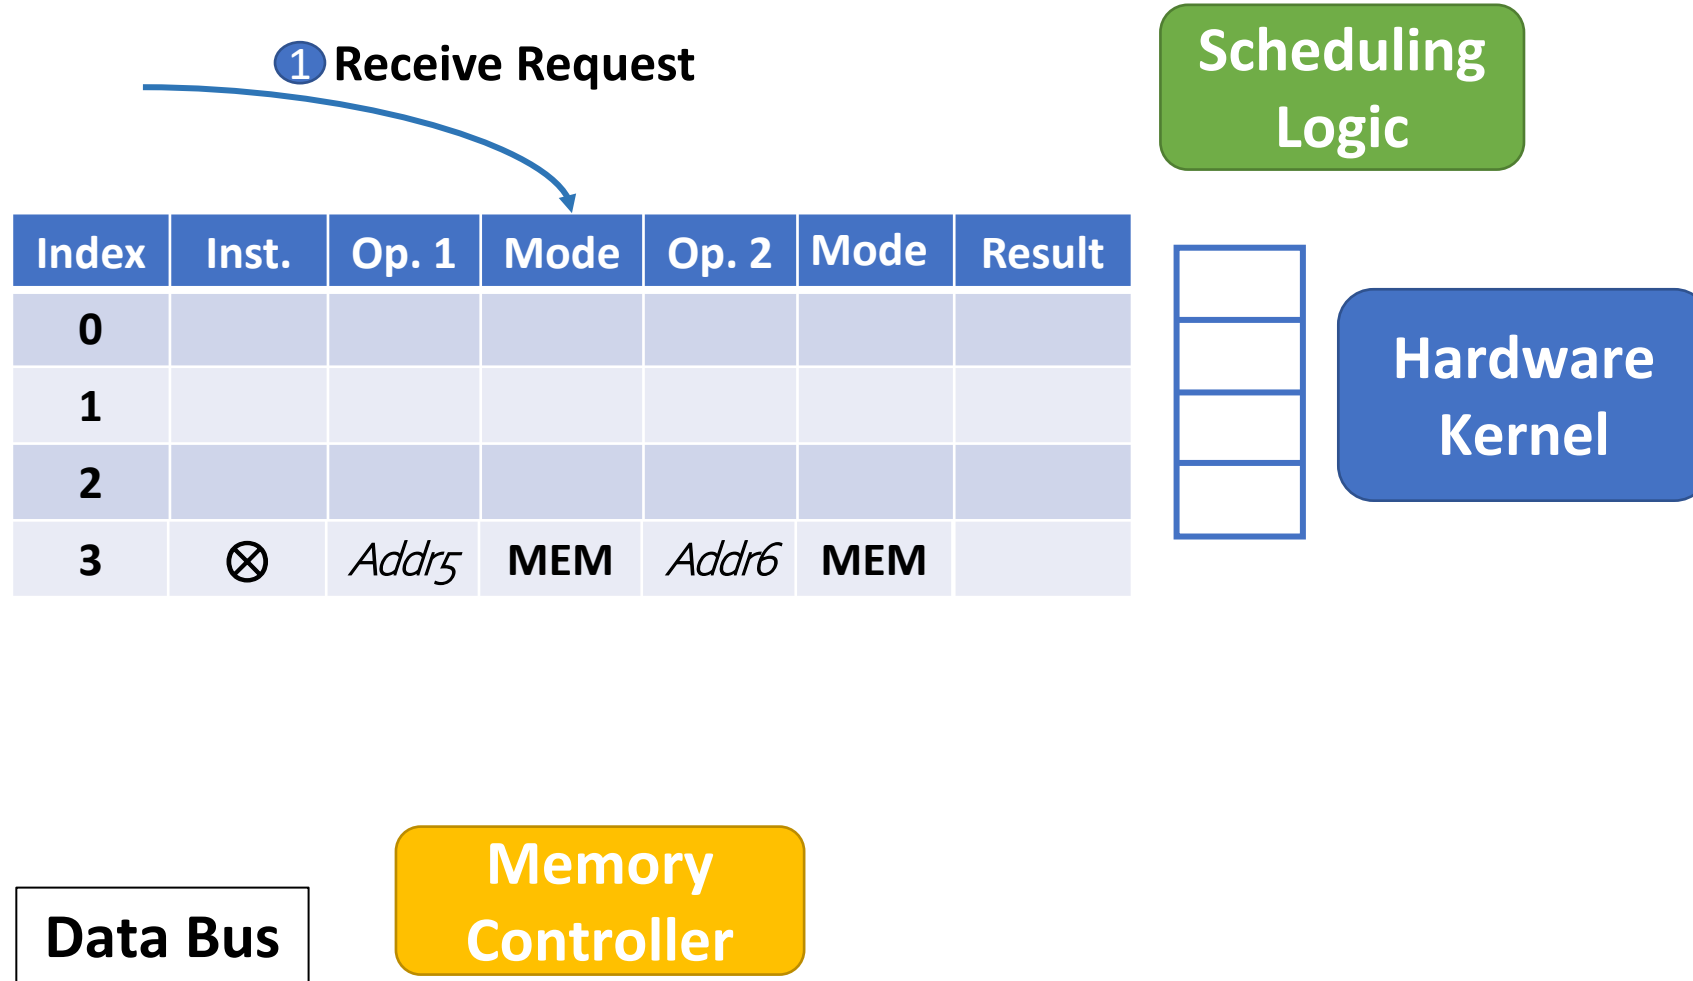 1 Receive Request
Scheduling
Logic
Index Inst. Op. 1 Mode Op. 2 Mode Result
0
1
2
3 ⊗ Addr5 MEM Addr6 MEM
Hardware
Kernel
Memory
Controller
Data Bus